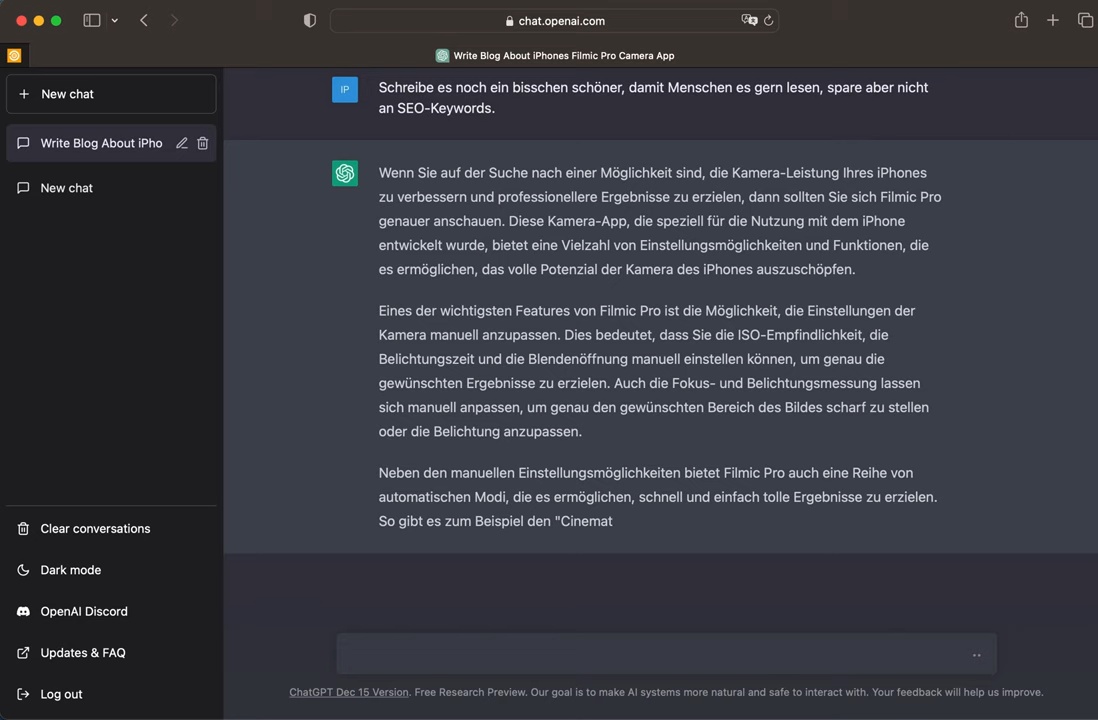 chat.openai.com
Write Blog About iPhones Filmic Pro Camera App
+ New chat
Write Blog About iPho
New chat
Clear conversations
Dark mode
OpenAI Discord
Updates & FAQ
Log out
IP
Schreibe es noch ein bisschen schöner, damit Menschen es gern lesen, spare aber nicht
an SEO-Keywords.
Wenn Sie auf der Suche nach einer Möglichkeit sind, die Kamera-Leistung Ihres iPhones
zu verbessern und professionellere Ergebnisse zu erzielen, dann sollten Sie sich Filmic Pro
genauer anschauen. Diese Kamera-App, die speziell für die Nutzung mit dem iPhone
entwickelt wurde, bietet eine Vielzahl von Einstellungsmöglichkeiten und Funktionen, die
es ermöglichen, das volle Potenzial der Kamera des iPhones auszuschöpfen.
Eines der wichtigsten Features von Filmic Pro ist die Möglichkeit, die Einstellungen der
Kamera manuell anzupassen. Dies bedeutet, dass Sie die ISO-Empfindlichkeit, die
Belichtungszeit und die Blendenöffnung manuell einstellen können, um genau die
gewünschten Ergebnisse zu erzielen. Auch die Fokus- und Belichtungsmessung lassen
sich manuell anpassen, um genau den gewünschten Bereich des Bildes scharf zu stellen
oder die Belichtung anzupassen.
Neben den manuellen Einstellungsmöglichkeiten bietet Filmic Pro auch eine Reihe von
automatischen Modi, die es ermöglichen, schnell und einfach tolle Ergebnisse zu erzielen.
So gibt es zum Beispiel den "Cinemat
ChatGPT Dec 15 Version. Free Research Preview. Our goal is to make AI systems more natural and safe to interact with. Your feedback will help us improve.